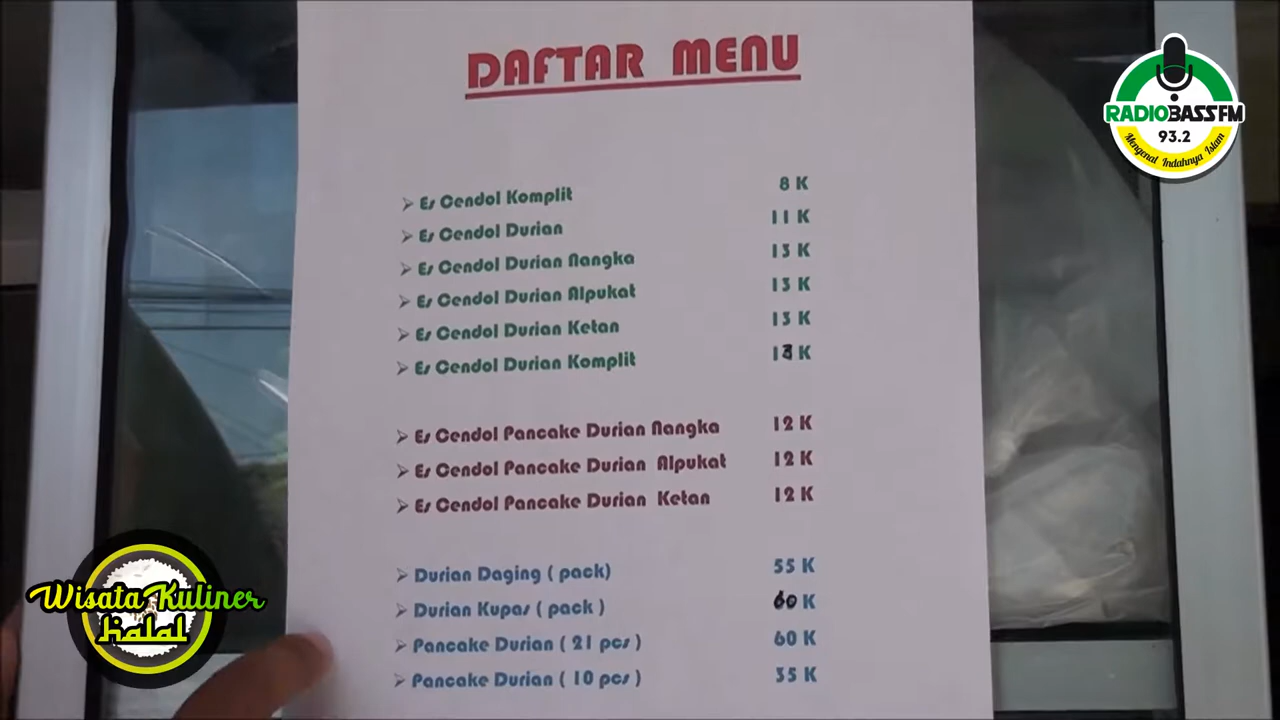 DAFTAR MENU
RADIOBASSFM
93.2
Mengenal Indahnya Islam
➢ Es Cendol Komplit 8 K
➢ Es Cendol Durian 11 K
➢ Es Cendol Durian Nangka 13 K
➢ Es Cendol Durian Alpukat 13 K
➢ Es Cendol Durian Ketan 13 K
➢ Es Cendol Durian Komplit 18 K
➢ Es Cendol Pancake Durian Nangka 12 K
➢ Es Cendol Pancake Durian Alpukat 12 K
➢ Es Cendol Pancake Durian Ketan 12 K
➢ Durian Daging ( pack) 55 K
➢ Durian Kupas ( pack ) 60 K
➢ Pancake Durian ( 21 pcs ) 60 K
➢ Pancake Durian ( 10 pcs ) 35 K
Wisata Kuliner
Halal